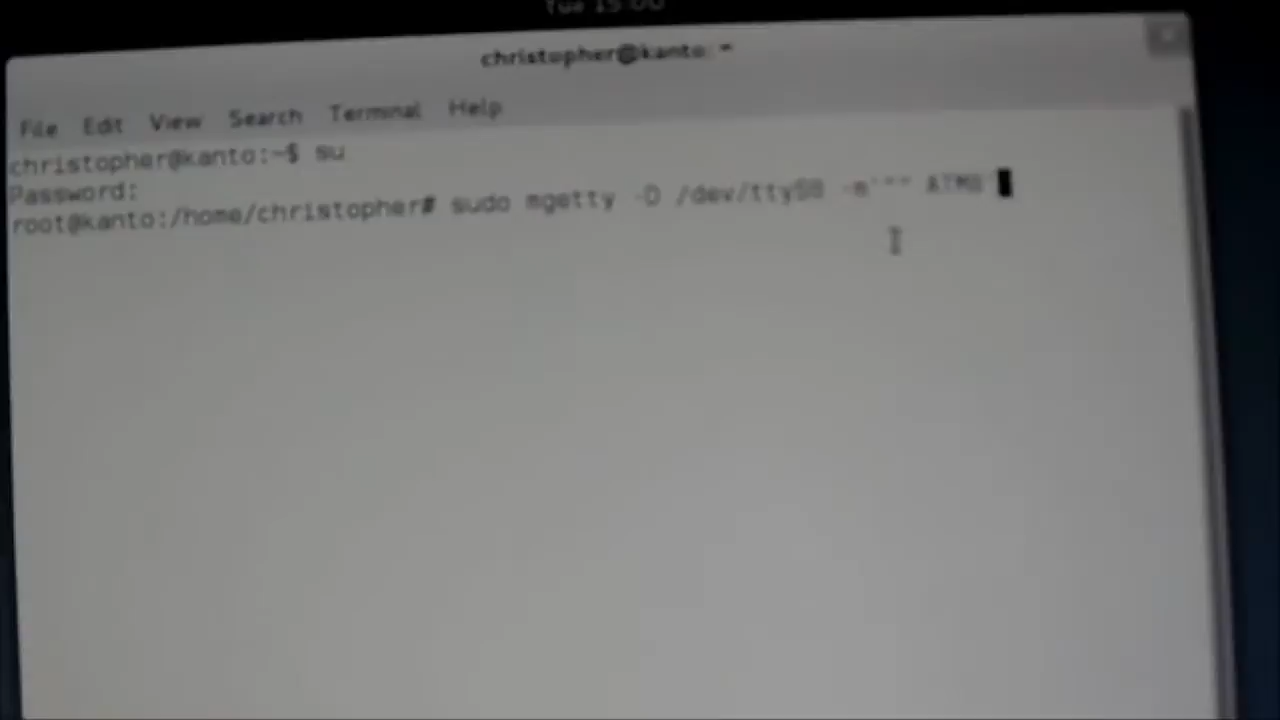 Tue 15:00
christopher@kanto: ~
File Edit View Search Terminal Help
christopher@kanto:~$ su
Password:
root@kanto:/home/christopher# sudo mgetty -D /dev/ttyS0